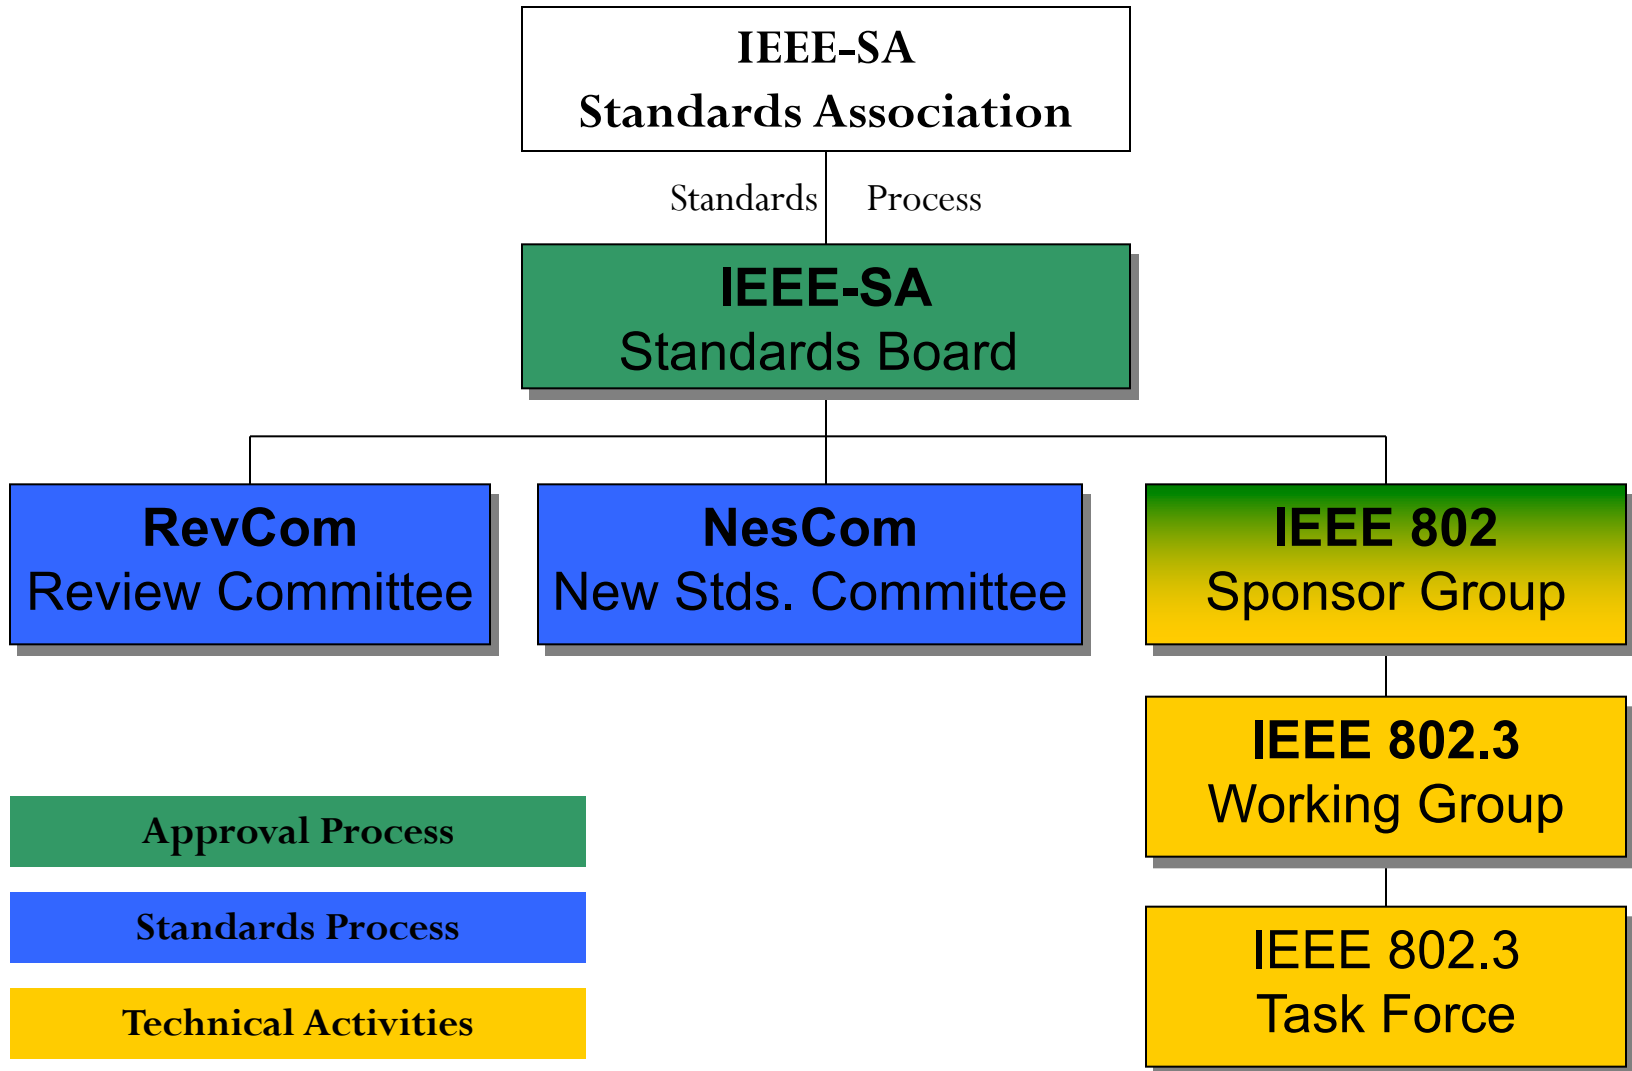 IEEE-SA
Standards Association
Standards Process
IEEE-SA
Standards Board
RevCom
Review Committee
NesCom
New Stds. Committee
IEEE 802
Sponsor Group
IEEE 802.3
Working Group
IEEE 802.3
Task Force
Approval Process
Standards Process
Technical Activities